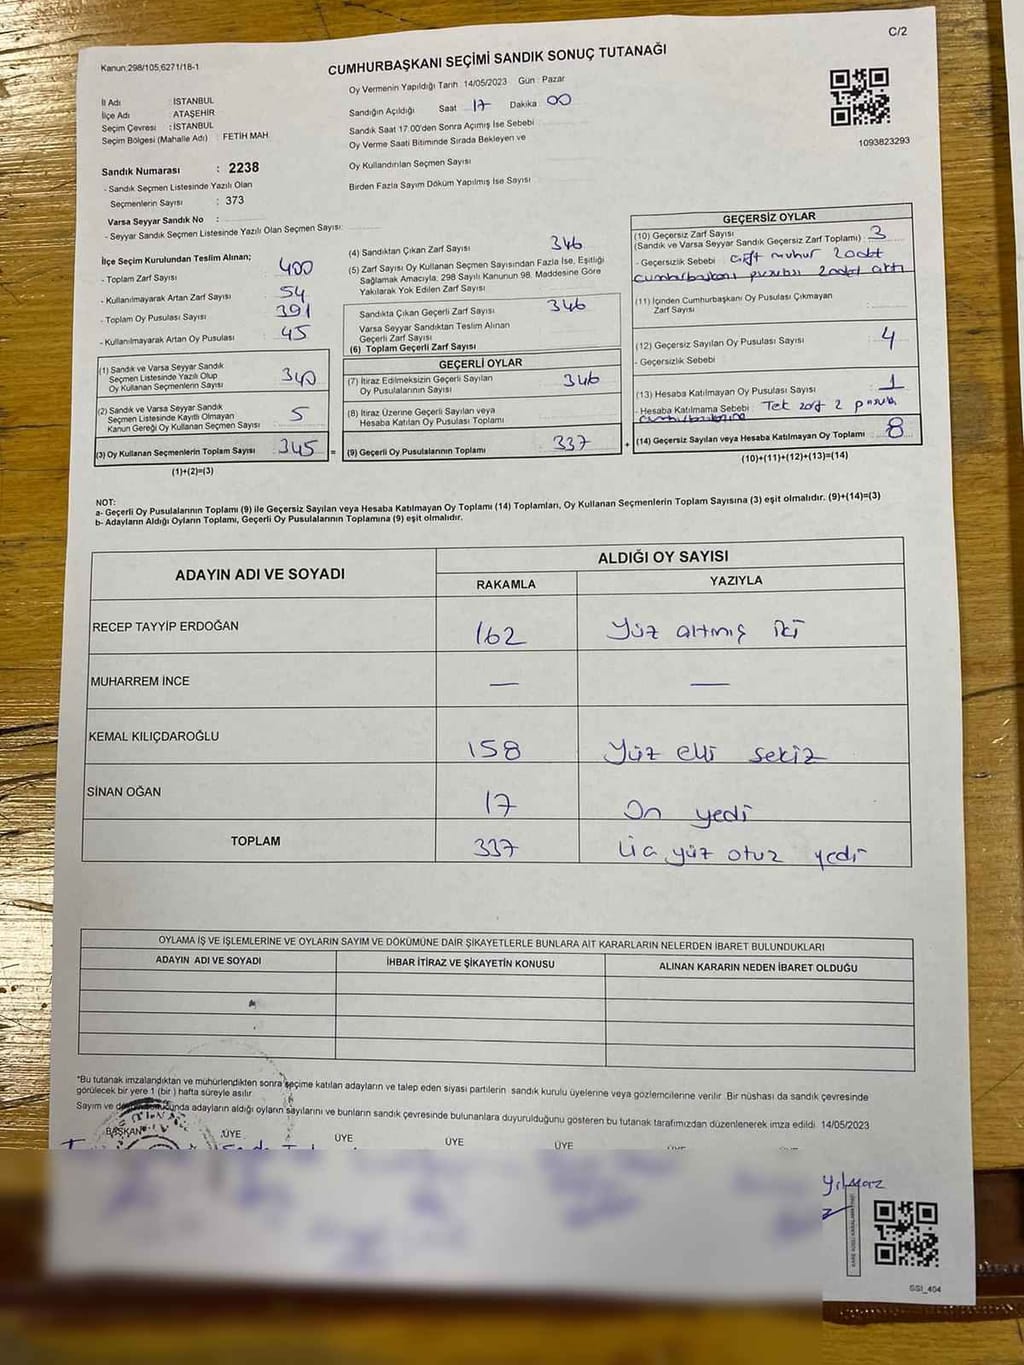 C/2
Kanun:298/105,6271/18-1
CUMHURBAŞKANI SEÇİMİ SANDIK SONUÇ TUTANAĞI
Oy Vermenin Yapıldığı Tarih 14/05/2023 Gün : Pazar
İl Adı : İSTANBUL
İlçe Adı : ATAŞEHİR
Seçim Çevresi : İSTANBUL
Seçim Bölgesi (Mahalle Adı) : FETİH MAH
Sandığın Açıldığı Saat 17 Dakika 00
Sandık Saat 17.00'den Sonra Açımış İse Sebebi
Oy Verme Saati Bitiminde Sırada Bekleyen ve
Oy Kullandırılan Seçmen Sayısı
Birden Fazla Sayım Döküm Yapılmış İse Sayısı
1093823293
Sandık Numarası : 2238
- Sandık Seçmen Listesinde Yazılı Olan
Seçmenlerin Sayısı : 373
Varsa Seyyar Sandık No :
- Seyyar Sandık Seçmen Listesinde Yazılı Olan Seçmen Sayısı:
İlçe Seçim Kurulundan Teslim Alınan;
- Toplam Zarf Sayısı 400
- Kullanılmayarak Artan Zarf Sayısı 54
- Toplam Oy Pusulası Sayısı 391
- Kullanılmayarak Artan Oy Pusulası 45
(1) Sandık ve Varsa Seyyar Sandık
Seçmen Listesinde Yazılı Olup
Oy Kullanan Seçmenlerin Sayısı 340
(2) Sandık ve Varsa Seyyar Sandık
Seçmen Listesinde Kayıtlı Olmayan
Kanun Gereği Oy Kullanan Seçmen Sayısı 5
(3) Oy Kullanan Seçmenlerin Toplam Sayısı 345 =
(1)+(2)=(3)
(4) Sandıktan Çıkan Zarf Sayısı 346
(5) Zarf Sayısı Oy Kullanan Seçmen Sayısından Fazla İse, Eşitliği
Sağlamak Amacıyla; 298 Sayılı Kanunun 98. Maddesine Göre
Yakılarak Yok Edilen Zarf Sayısı
Sandıkta Çıkan Geçerli Zarf Sayısı 346
Varsa Seyyar Sandıktan Teslim Alınan
Geçerli Zarf Sayısı
(6) Toplam Geçerli Zarf Sayısı
GEÇERLİ OYLAR
(7) İtiraz Edilmeksizin Geçerli Sayılan
Oy Pusulalarının Sayısı 346
(8) İtiraz Üzerine Geçerli Sayılan veya
Hesaba Katılan Oy Pusulası Toplamı
(9) Geçerli Oy Pusulalarının Toplamı 337 +
GEÇERSİZ OYLAR
(10) Geçersiz Zarf Sayısı
(Sandık ve Varsa Seyyar Sandık Geçersiz Zarf Toplamı) : 3
- Geçersizlik Sebebi : çift mühür 2 adet
cumhurbaşkanı pusulası 2 adet
(11) İçinden Cumhurbaşkanı Oy Pusulası Çıkmayan
Zarf Sayısı
(12) Geçersiz Sayılan Oy Pusulası Sayısı : 4
- Geçersizlik Sebebi
(13) Hesaba Katılmayan Oy Pusulası Sayısı : 1
- Hesaba Katılmama Sebebi : Tek zarf 2 pusula
(14) Geçersiz Sayılan veya Hesaba Katılmayan Oy Toplamı 8
(10)+(11)+(12)+(13)=(14)
NOT:
a- Geçerli Oy Pusulalarının Toplamı (9) ile Geçersiz Sayılan veya Hesaba Katılmayan Oy Toplamı (14) Toplamları, Oy Kullanan Seçmenlerin Toplam Sayısına (3) eşit olmalıdır. (9)+(14)=(3)
b- Adayların Aldığı Oyların Toplamı, Geçerli Oy Pusulalarının Toplamına (9) eşit olmalıdır.
ADAYIN ADI VE SOYADI ALDIĞI OY SAYISI
RAKAMLA YAZIYLA
RECEP TAYYİP ERDOĞAN 162 Yüz altmış iki
MUHARREM İNCE — —
KEMAL KILIÇDAROĞLU 158 Yüz elli sekiz
SİNAN OĞAN 17 On yedi
TOPLAM 337 Üç yüz otuz yedi
OYLAMA İŞ VE İŞLEMLERİNE VE OYLARIN SAYIM VE DÖKÜMÜNE DAİR ŞİKAYETLERLE BUNLARA AİT KARARLARIN NELERDEN İBARET BULUNDUKLARI
ADAYIN ADI VE SOYADI İHBAR İTİRAZ VE ŞİKAYETİN KONUSU ALINAN KARARIN NEDEN İBARET OLDUĞU
*Bu tutanak imzalandıktan ve mühürlendikten sonra seçime katılan adayların ve talep eden siyasi partilerin sandık kurulu üyelerine veya gözlemcilerine verilir. Bir nüshası da sandık çevresinde
görülecek bir yere 1 (bir ) hafta süreyle asılır
Sayım ve adayların aldığı oyların sayılarını ve bunların sandık çevresinde bulunanlara duyurulduğunu gösteren bu tutanak tarafımızdan düzenlenerek imza edildi. 14/05/2023
BAŞKAN ÜYE ÜYE ÜYE ÜYE
Yılmaz
SSI_404